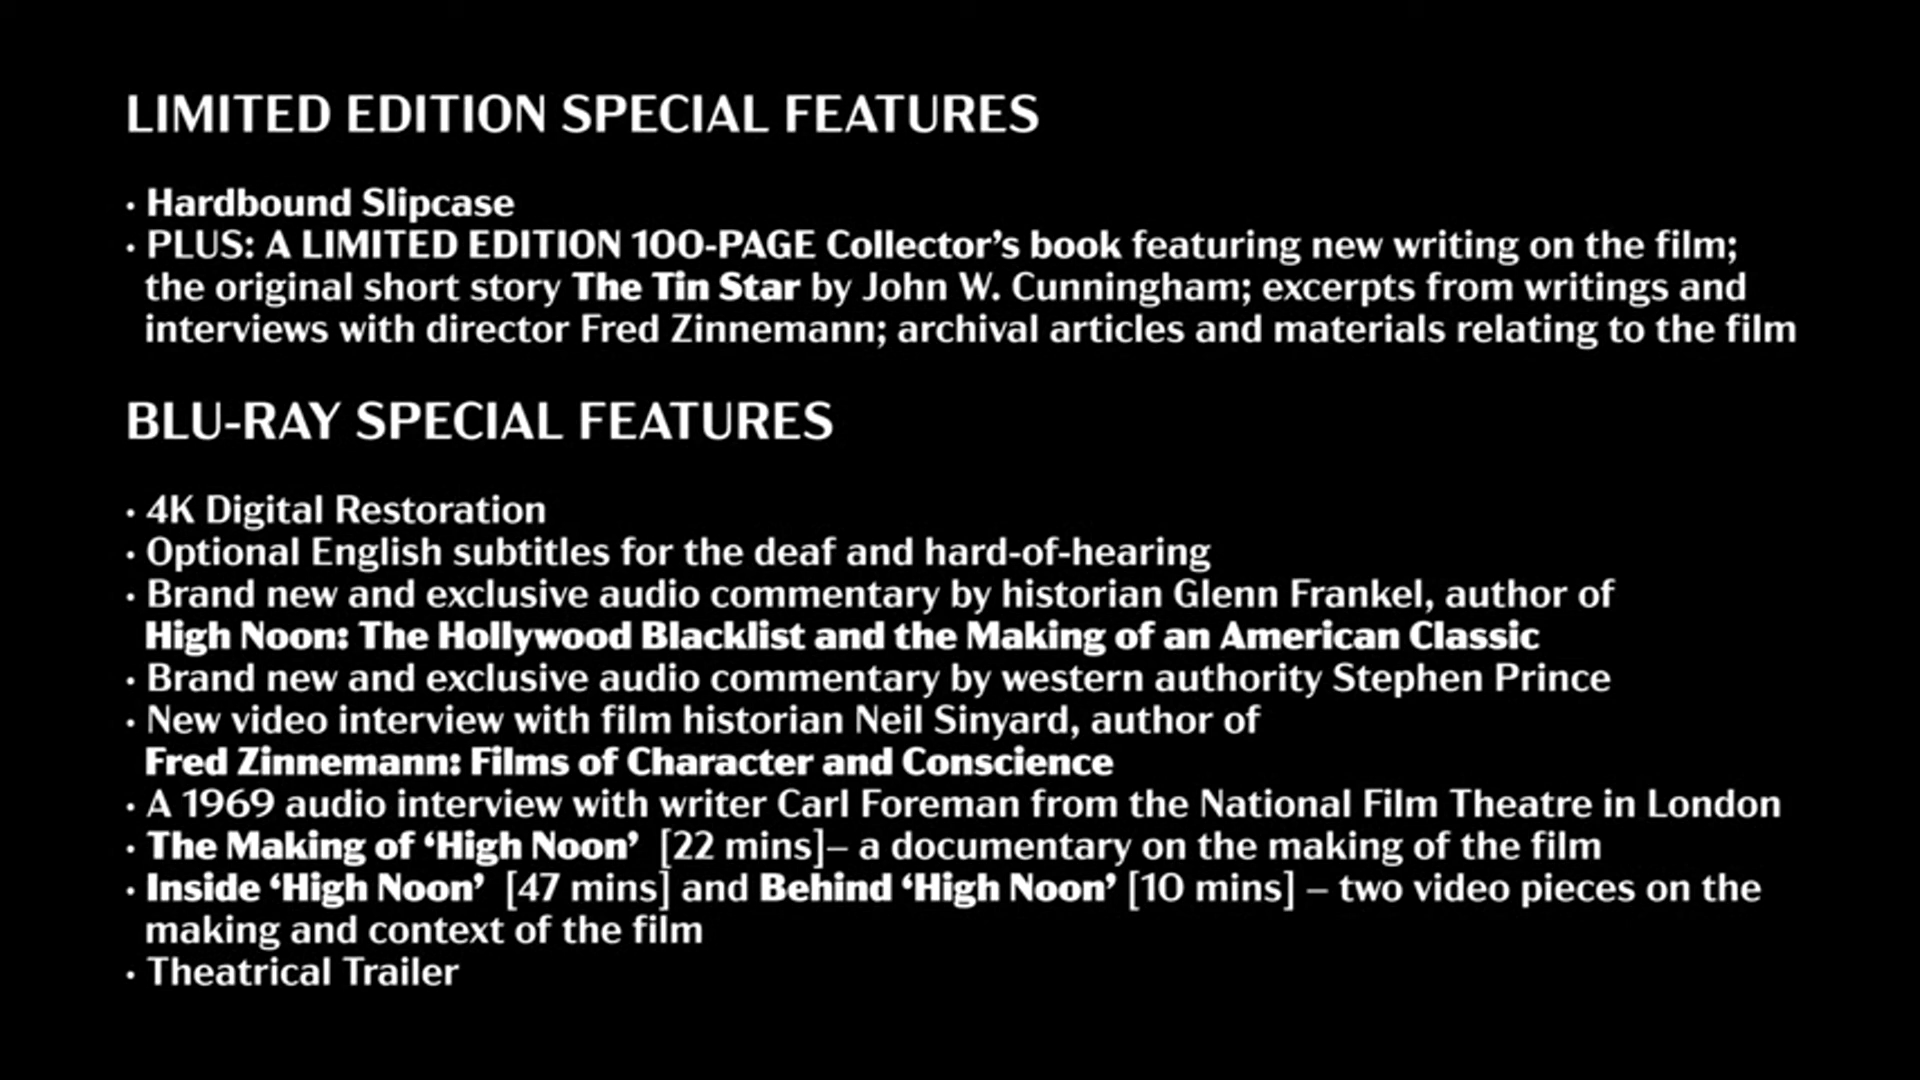 LIMITED EDITION SPECIAL FEATURES
· Hardbound Slipcase
· PLUS: A LIMITED EDITION 100-PAGE Collector’s book featuring new writing on the film;
the original short story The Tin Star by John W. Cunningham; excerpts from writings and
interviews with director Fred Zinnemann; archival articles and materials relating to the film
BLU-RAY SPECIAL FEATURES
· 4K Digital Restoration
· Optional English subtitles for the deaf and hard-of-hearing
· Brand new and exclusive audio commentary by historian Glenn Frankel, author of
High Noon: The Hollywood Blacklist and the Making of an American Classic
· Brand new and exclusive audio commentary by western authority Stephen Prince
· New video interview with film historian Neil Sinyard, author of
Fred Zinnemann: Films of Character and Conscience
· A 1969 audio interview with writer Carl Foreman from the National Film Theatre in London
· The Making of ‘High Noon’ [22 mins]– a documentary on the making of the film
· Inside ‘High Noon’ [47 mins] and Behind ‘High Noon’ [10 mins] – two video pieces on the
making and context of the film
· Theatrical Trailer